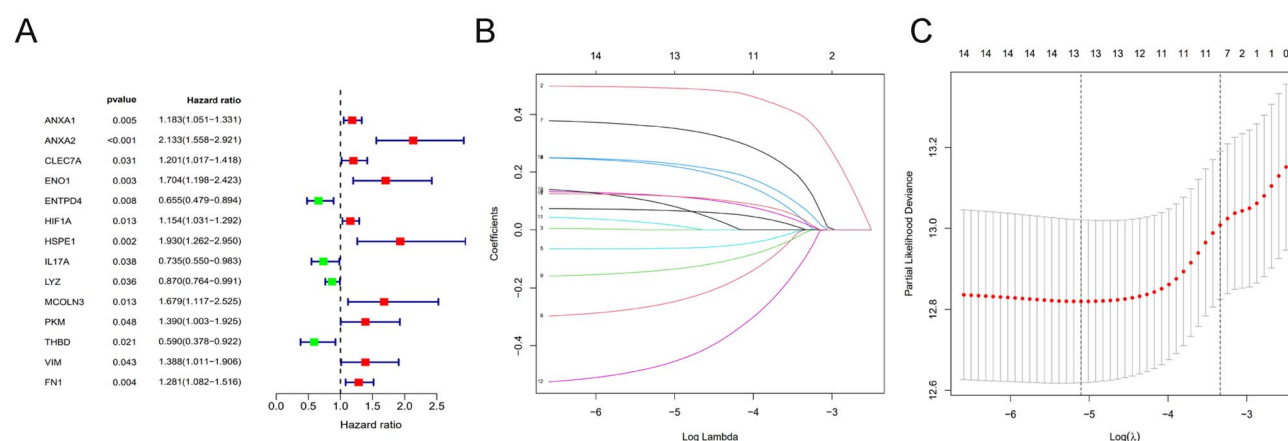 A
pvalue Hazard ratio
ANXA1 0.005 1.183(1.051−1.331)
ANXA2 <0.001 2.133(1.558−2.921)
CLEC7A 0.031 1.201(1.017−1.418)
ENO1 0.003 1.704(1.198−2.423)
ENTPD4 0.008 0.655(0.479−0.894)
HIF1A 0.013 1.154(1.031−1.292)
HSPE1 0.002 1.930(1.262−2.950)
IL17A 0.038 0.735(0.550−0.983)
LYZ 0.036 0.870(0.764−0.991)
MCOLN3 0.013 1.679(1.117−2.525)
PKM 0.048 1.390(1.003−1.925)
THBD 0.021 0.590(0.378−0.922)
VIM 0.043 1.388(1.011−1.906)
FN1 0.004 1.281(1.082−1.516)
0.0 0.5 1.0 1.5 2.0 2.5
Hazard ratio
B
14 13 11 2
Coefficients
0.4
0.2
0.0
−0.2
−0.4
2
7
1
11
3
5
9
8
12
−6 −5 −4 −3
Log Lambda
C
14 14 14 14 14 13 13 13 12 11 11 11 7 2 1 1 0
Partial Likelihood Deviance
13.2
13.0
12.8
12.6
−6 −5 −4 −3
Log(λ)